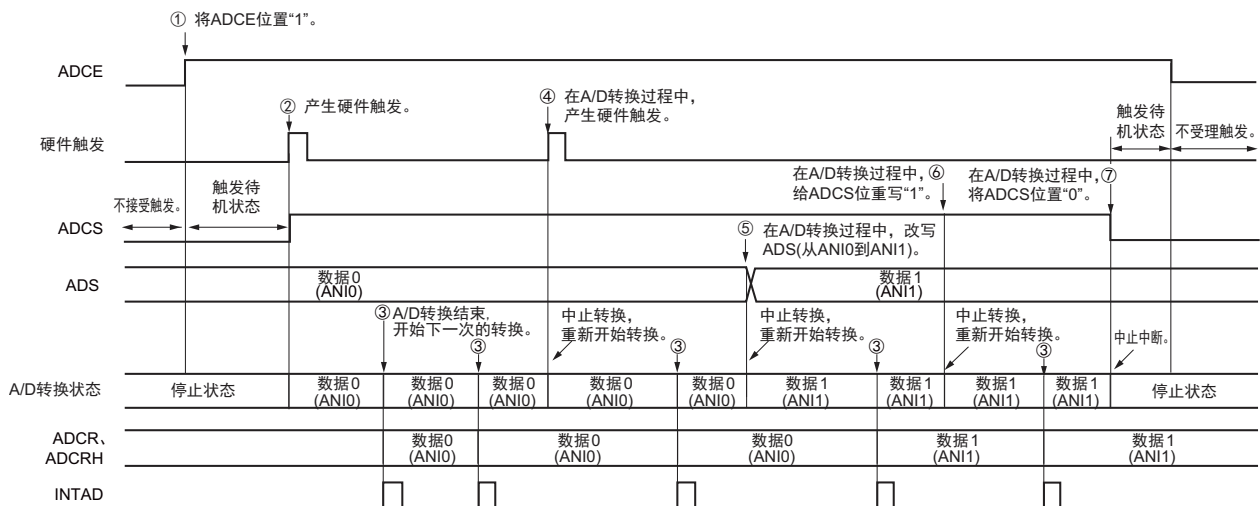 ① 将ADCE位置“1”。
ADCE
② 产生硬件触发。
④ 在A/D转换过程中，
产生硬件触发。
触发待
机状态
不受理触发。
硬件触发
在A/D转换过程中，⑥
给ADCS位重写“1”。
在A/D转换过程中，⑦
将ADCS位置“0”。
不接受触发。
触发待
机状态
ADCS
⑤ 在A/D转换过程中，改写
ADS(从ANI0到ANI1)。
ADS
数据0
(ANI0)
数据1
(ANI1)
③ A/D转换结束,
开始下一次的转换。
③
中止转换，
重新开始转换。
③
中止转换，
重新开始转换。
③
中止转换，
重新开始转换。
③
中止中断。
A/D转换状态
停止状态
数据0
(ANI0)
数据0
(ANI0)
数据0
(ANI0)
数据0
(ANI0)
数据0
(ANI0)
数据1
(ANI1)
数据1
(ANI1)
数据1
(ANI1)
数据1
(ANI1)
停止状态
ADCR、
ADCRH
数据0
(ANI0)
数据0
(ANI0)
数据0
(ANI0)
数据1
(ANI1)
数据1
(ANI1)
INTAD